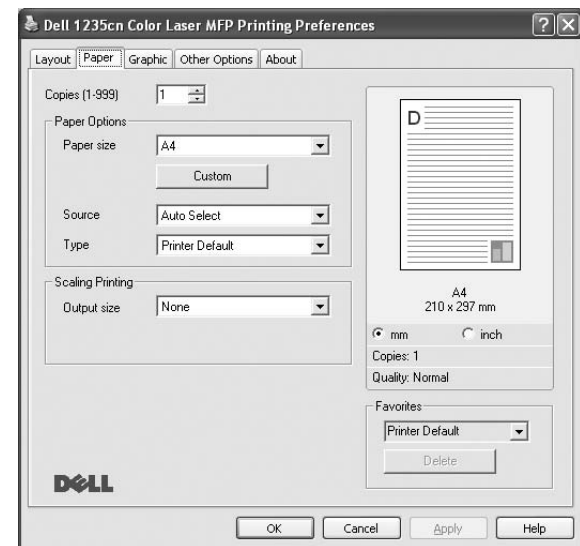 Dell 1235cn Color Laser MFP Printing Preferences
Layout Paper Graphic Other Options About
Copies (1-999) 1
Paper Options
Paper size A4
Custom
Source Auto Select
Type Printer Default
Scaling Printing
Output size None
D
A4
210 x 297 mm
mm inch
Copies: 1
Quality: Normal
Favorites
Printer Default
Delete
DELL
OK Cancel Apply Help